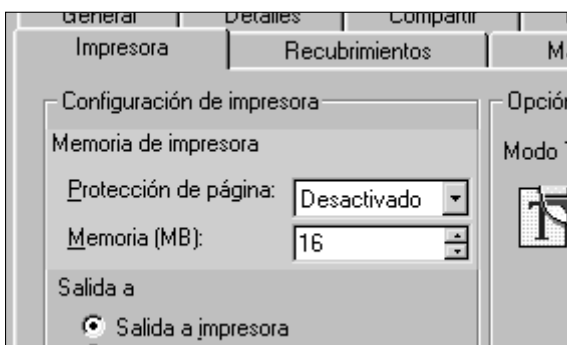 General Detalles Compartir
Impresora Recubrimientos
Configuración de impresora
Memoria de impresora
Protección de página: Desactivado
Memoria (MB): 16
Salida a
Salida a impresora
Opción
Modo